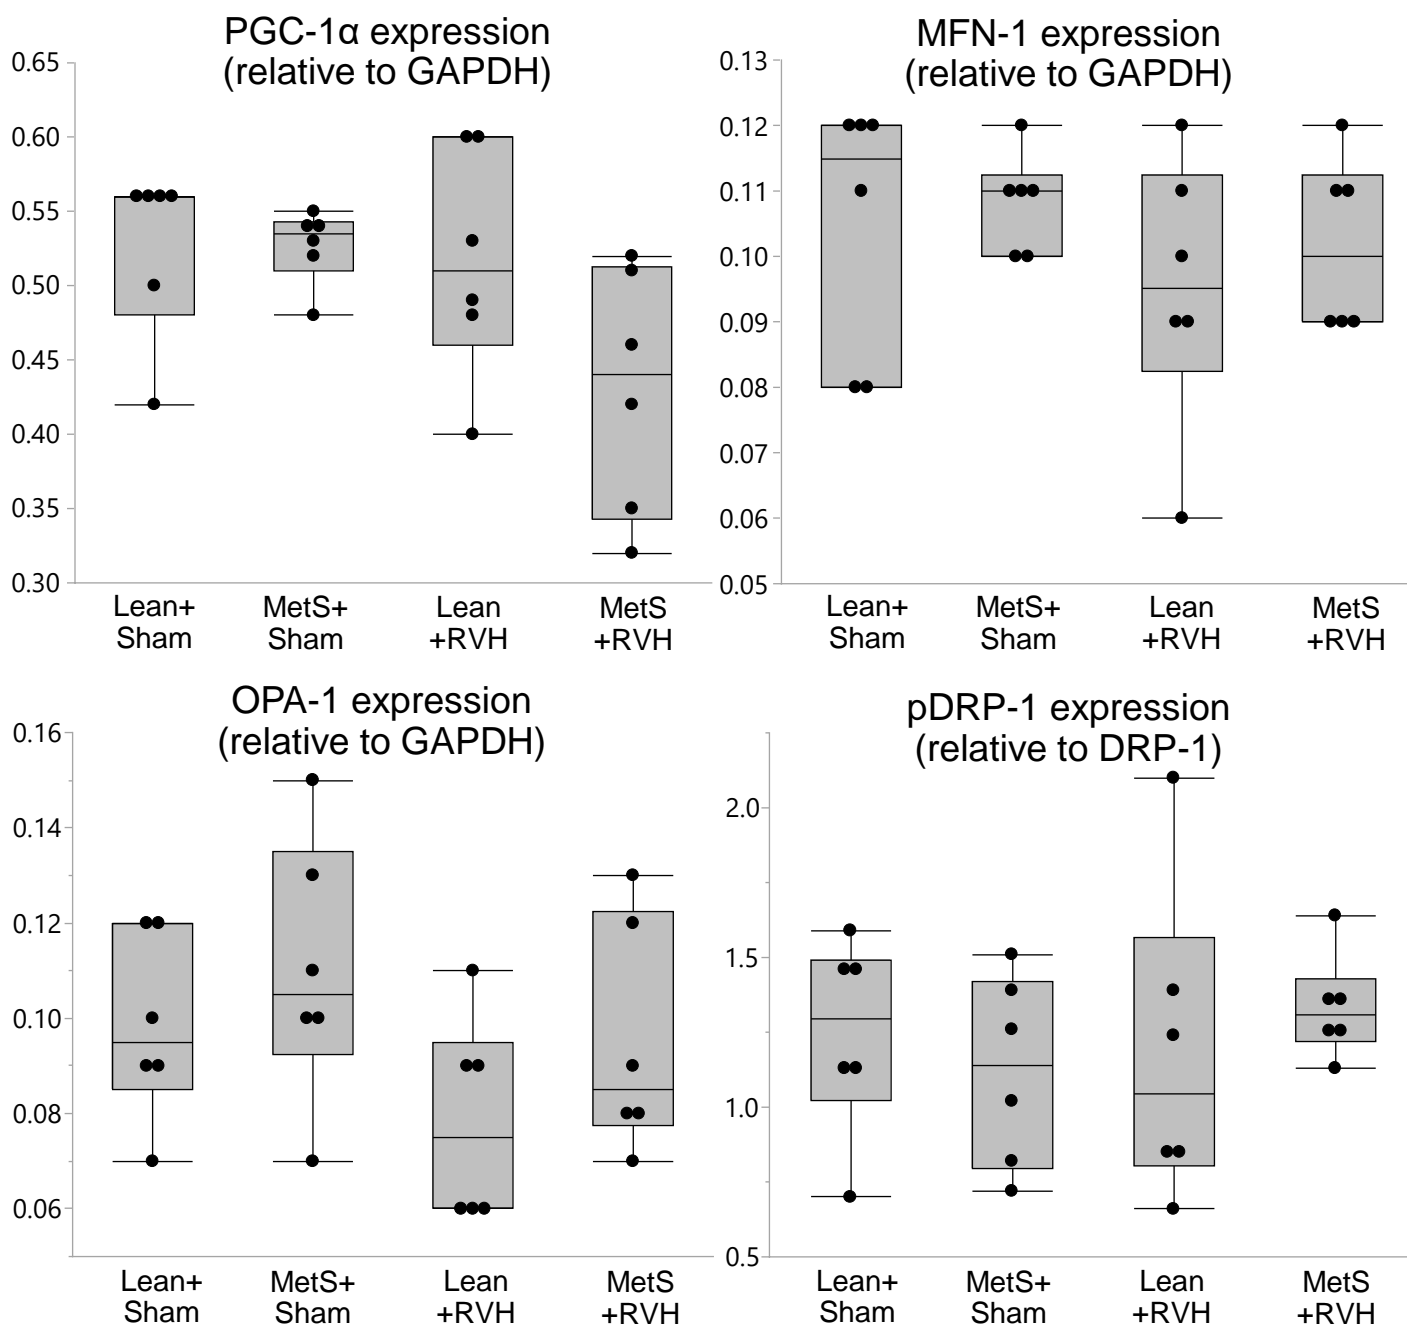 PGC-1α expression
(relative to GAPDH)
0.65
0.60
0.55
0.50
0.45
0.40
0.35
0.30
Lean+
Sham
MetS+
Sham
Lean
+RVH
MetS
+RVH
MFN-1 expression
(relative to GAPDH)
0.13
0.12
0.11
0.10
0.09
0.08
0.07
0.06
0.05
Lean+
Sham
MetS+
Sham
Lean
+RVH
MetS
+RVH
OPA-1 expression
(relative to GAPDH)
0.16
0.14
0.12
0.10
0.08
0.06
Lean+
Sham
MetS+
Sham
Lean
+RVH
MetS
+RVH
pDRP-1 expression
(relative to DRP-1)
2.0
1.5
1.0
0.5
Lean+
Sham
MetS+
Sham
Lean
+RVH
MetS
+RVH